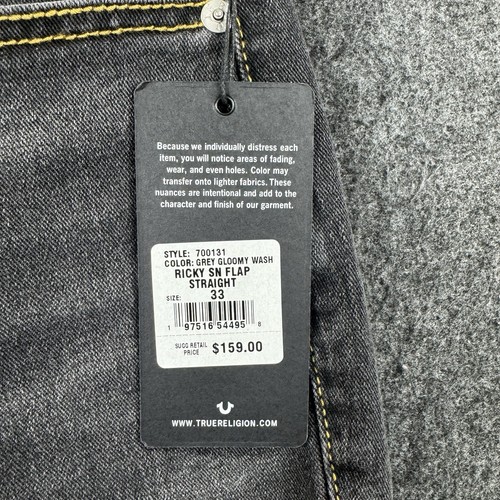 Because we individually distress each
item, you will notice areas of fading,
wear, and even holes. Color may
transfer onto lighter fabrics. These
nuances are intentional and add to the
character and finish of our garment.
STYLE: 700131
COLOR: GREY GLOOMY WASH
RICKY SN FLAP
STRAIGHT
SIZE: 33
1 97516 54495 8
SUGG RETAIL
PRICE $159.00
WWW.TRUERELIGION.COM